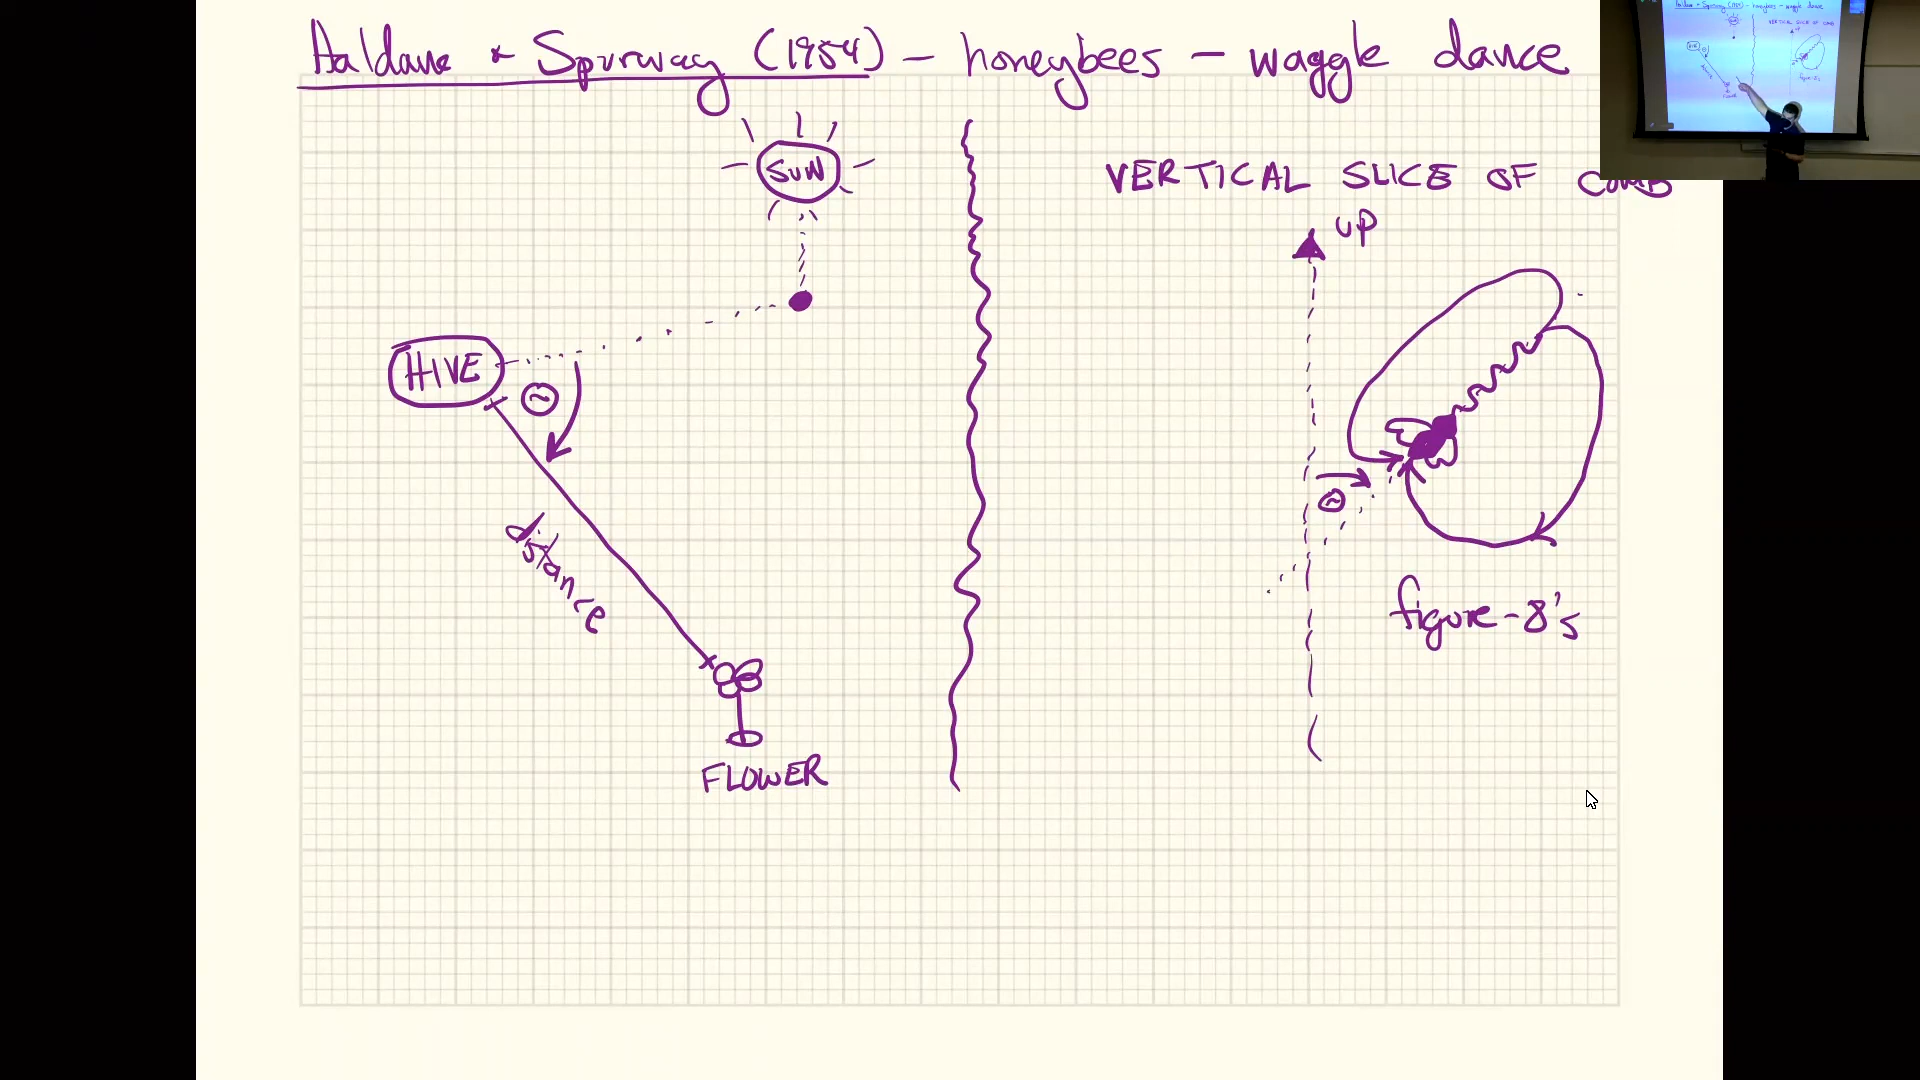 Haldane & Spurway (1954) – honeybees – waggle dance
SUN
VERTICAL SLICE OF COMB
UP
HIVE
distance
figure-8's
FLOWER